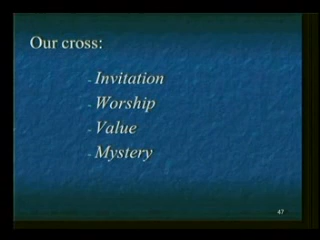 Our cross:
- Invitation
- Worship
- Value
- Mystery
47